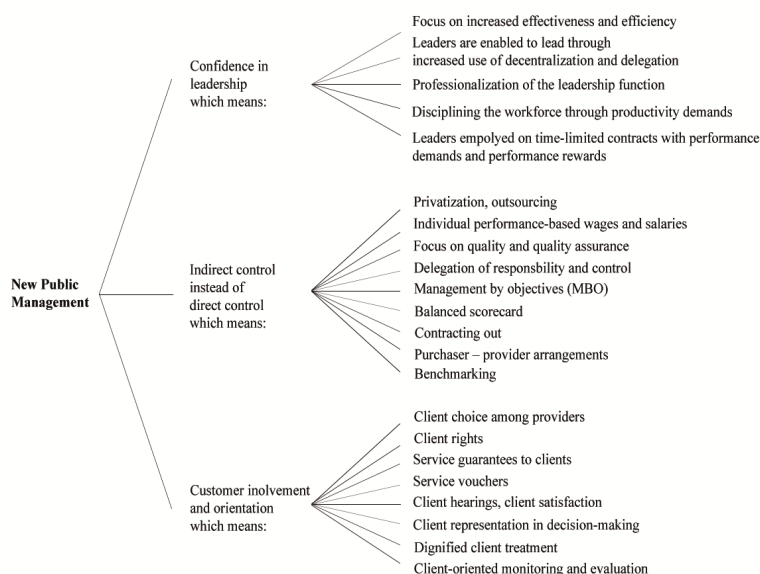 New Public
Management
Confidence in
leadership
which means:
Focus on increased effectiveness and efficiency
Leaders are enabled to lead through
increased use of decentralization and delegation
Professionalization of the leadership function
Disciplining the workforce through productivity demands
Leaders empolyed on time-limited contracts with performance
demands and performance rewards
Indirect control
instead of
direct control
which means:
Privatization, outsourcing
Individual performance-based wages and salaries
Focus on quality and quality assurance
Delegation of responsbility and control
Management by objectives (MBO)
Balanced scorecard
Contracting out
Purchaser – provider arrangements
Benchmarking
Customer inolvement
and orientation
which means:
Client choice among providers
Client rights
Service guarantees to clients
Service vouchers
Client hearings, client satisfaction
Client representation in decision-making
Dignified client treatment
Client-oriented monitoring and evaluation